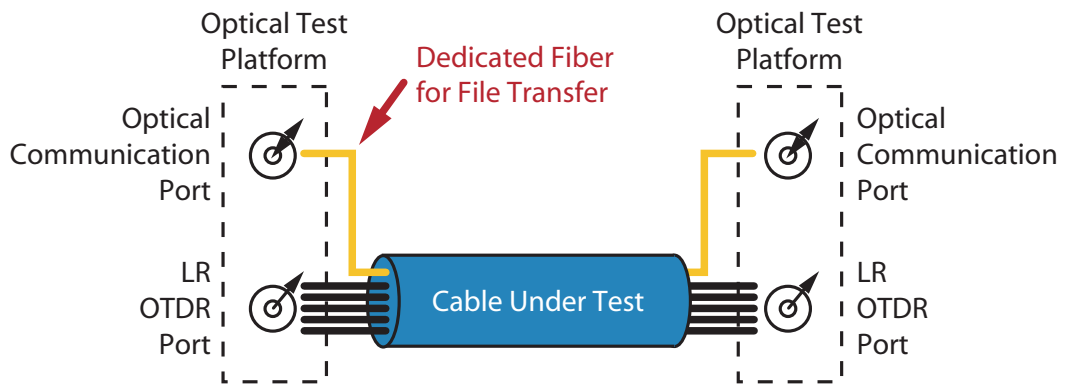 Optical Test
Platform
Dedicated Fiber
for File Transfer
Optical Test
Platform
Optical
Communication
Port
Optical
Communication
Port
LR
OTDR
Port
Cable Under Test
LR
OTDR
Port